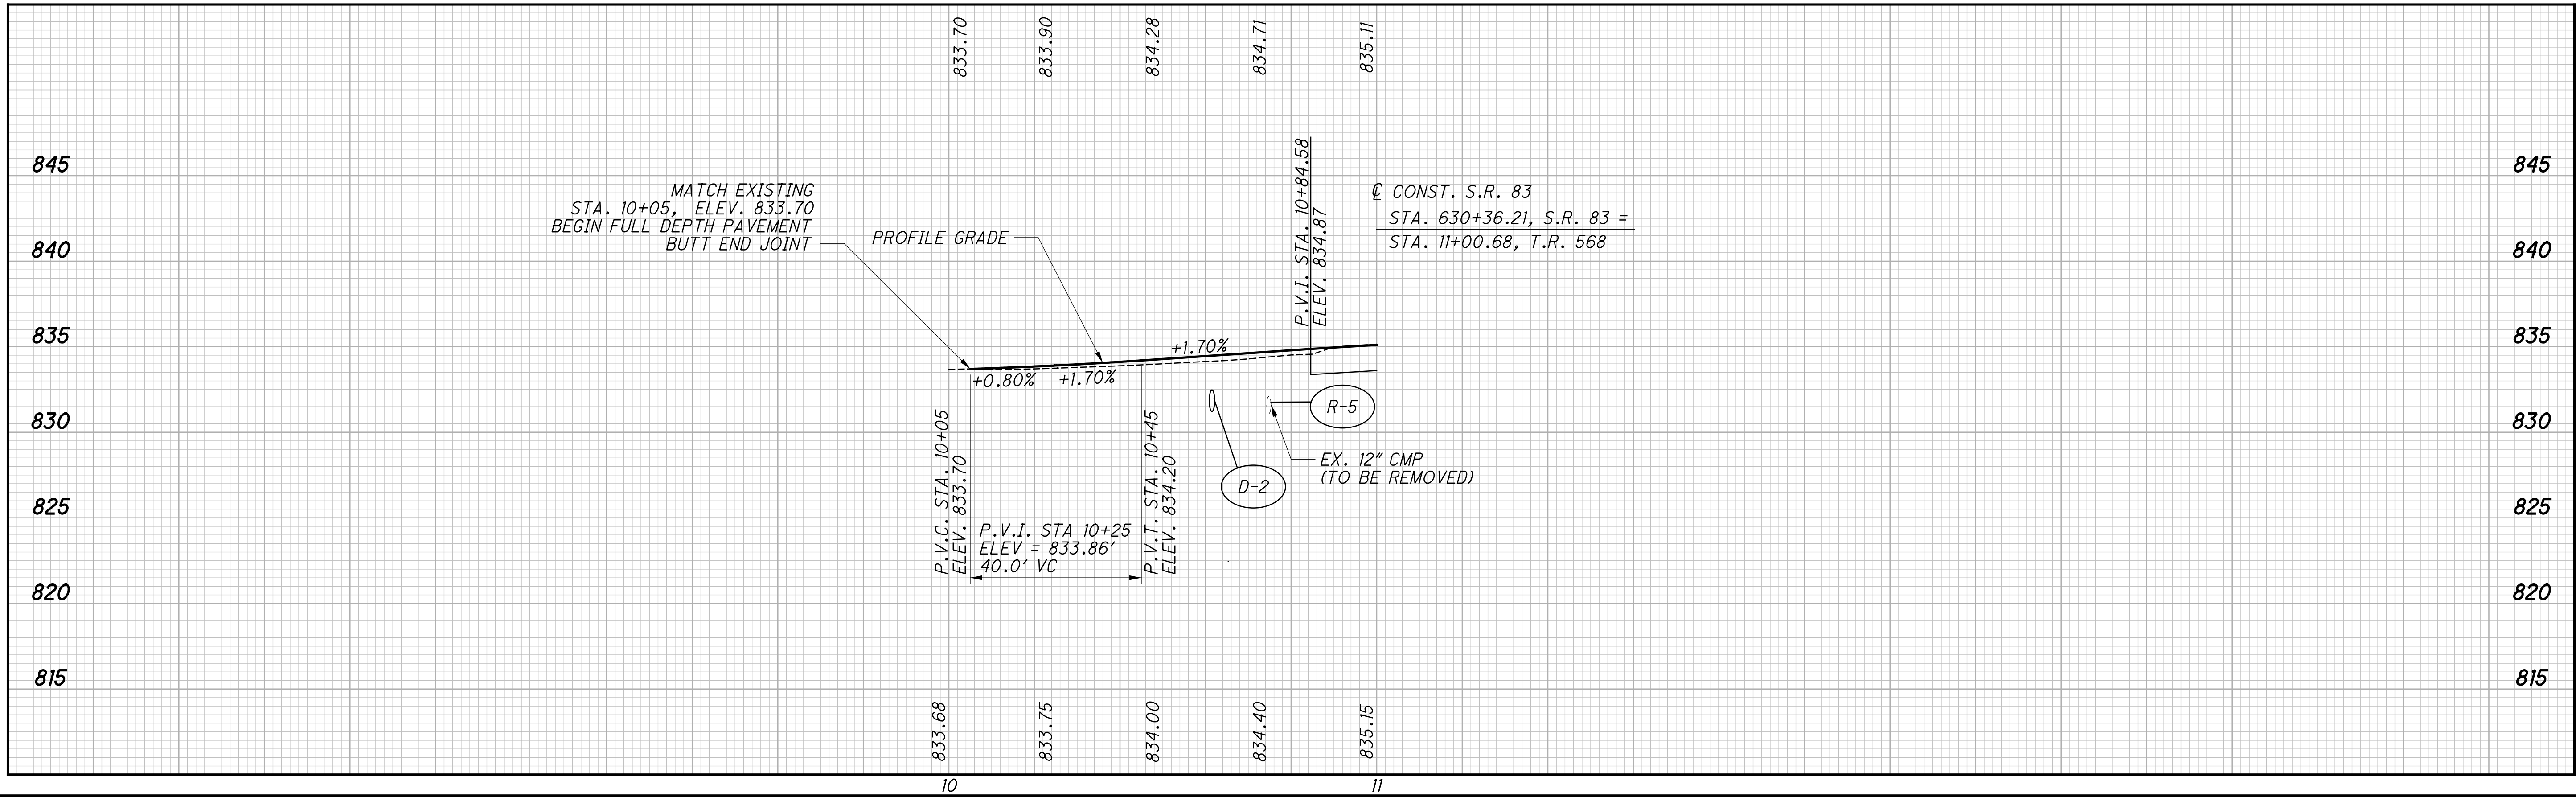 833.70
833.90
834.28
834.71
835.11
845
845
MATCH EXISTING
STA. 10+05, ELEV. 833.70
BEGIN FULL DEPTH PAVEMENT
BUTT END JOINT
PROFILE GRADE
P.V.I. STA. 10+84.58
ELEV. 834.87
℄ CONST. S.R. 83
STA. 630+36.21, S.R. 83 =
STA. 11+00.68, T.R. 568
840
840
835
835
+1.70%
+0.80%
+1.70%
830
830
R-5
EX. 12" CMP
(TO BE REMOVED)
D-2
P.V.C. STA. 10+05
ELEV. 833.70
P.V.I. STA 10+25
ELEV = 833.86'
40.0' VC
P.V.T. STA. 10+45
ELEV. 834.20
825
825
820
820
815
815
833.68
833.75
834.00
834.40
835.15
10
11